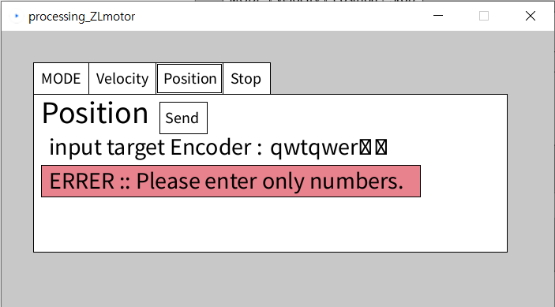 processing_ZLmotor
MODE Velocity Position Stop
Position Send
input target Encoder : qwtqwer
ERRER :: Please enter only numbers.